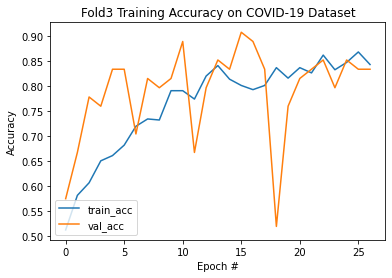 Fold3 Training Accuracy on COVID-19 Dataset
Accuracy
0.90
0.85
0.80
0.75
0.70
0.65
0.60
0.55
0.50
train_acc
val_acc
0 5 10 15 20 25
Epoch #